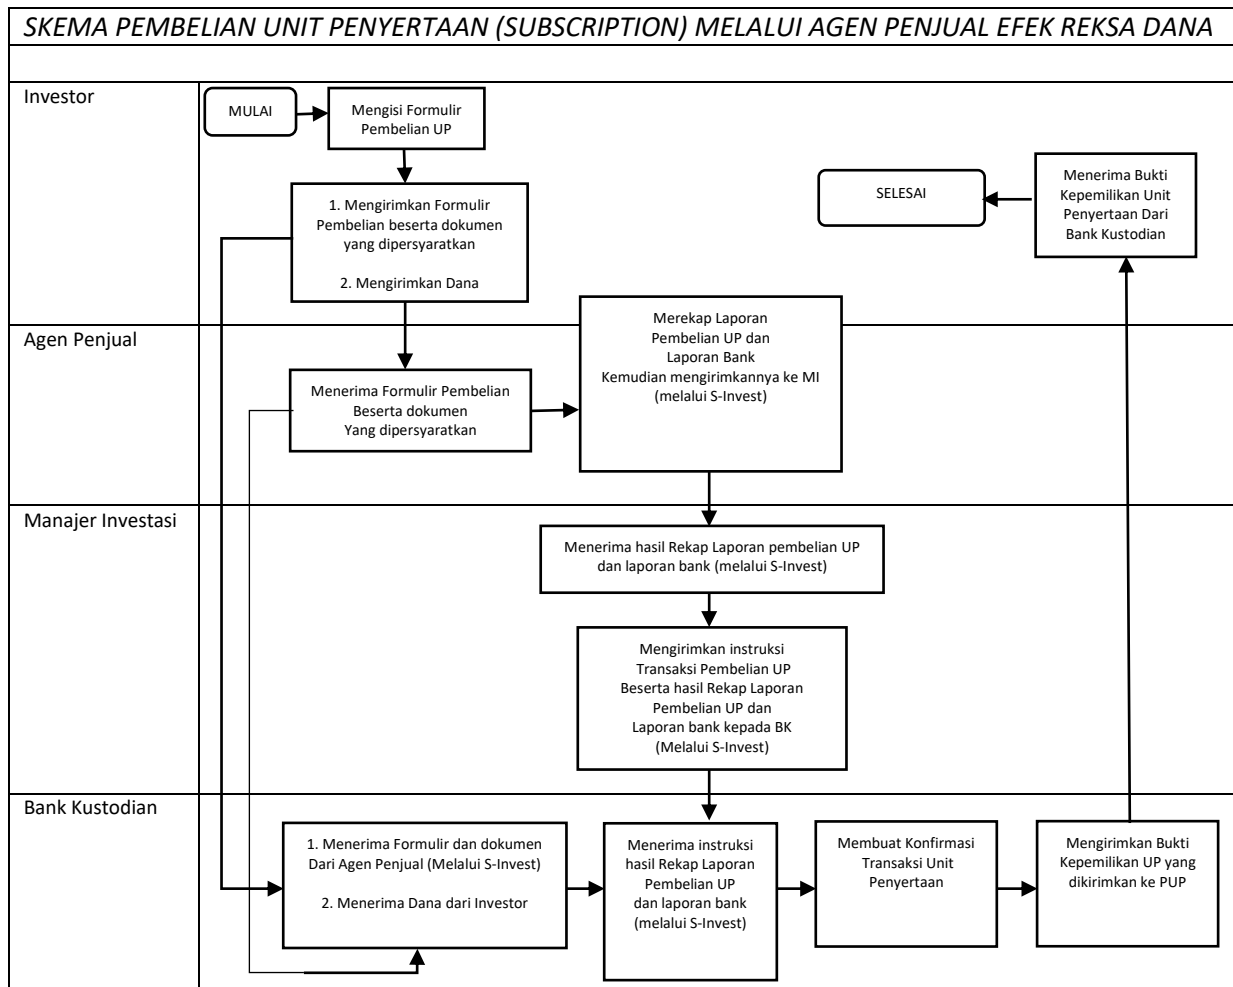 SKEMA PEMBELIAN UNIT PENYERTAAN (SUBSCRIPTION) MELALUI AGEN PENJUAL EFEK REKSA DANA
Investor
MULAI
Mengisi Formulir
Pembelian UP
1. Mengirimkan Formulir
Pembelian beserta dokumen
yang dipersyaratkan
2. Mengirimkan Dana
SELESAI
Menerima Bukti
Kepemilikan Unit
Penyertaan Dari
Bank Kustodian
Agen Penjual
Menerima Formulir Pembelian
Beserta dokumen
Yang dipersyaratkan
Merekap Laporan
Pembelian UP dan
Laporan Bank
Kemudian mengirimkannya ke MI
(melalui S-Invest)
Manajer Investasi
Menerima hasil Rekap Laporan pembelian UP
dan laporan bank (melalui S-Invest)
Mengirimkan instruksi
Transaksi Pembelian UP
Beserta hasil Rekap Laporan
Pembelian UP dan
Laporan bank kepada BK
(Melalui S-Invest)
Bank Kustodian
1. Menerima Formulir dan dokumen
Dari Agen Penjual (Melalui S-Invest)
2. Menerima Dana dari Investor
Menerima instruksi
hasil Rekap Laporan
Pembelian UP
dan laporan bank
(melalui S-Invest)
Membuat Konfirmasi
Transaksi Unit
Penyertaan
Mengirimkan Bukti
Kepemilikan UP yang
dikirimkan ke PUP